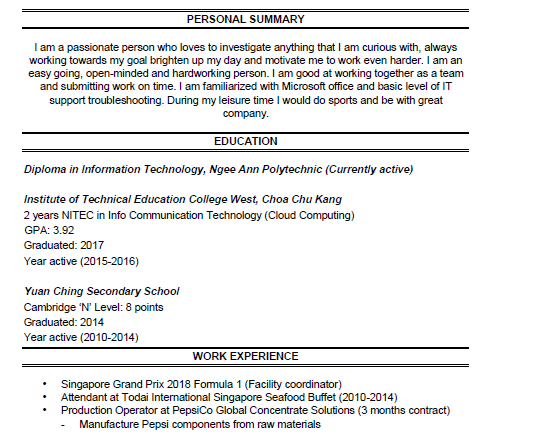 PERSONAL SUMMARY
I am a passionate person who loves to investigate anything that I am curious with, always
working towards my goal brighten up my day and motivate me to work even harder. I am an
easy going, open-minded and hardworking person. I am good at working together as a team
and submitting work on time. I am familiarized with Microsoft office and basic level of IT
support troubleshooting. During my leisure time I would do sports and be with great
company.
EDUCATION
Diploma in Information Technology, Ngee Ann Polytechnic (Currently active)
Institute of Technical Education College West, Choa Chu Kang
2 years NITEC in Info Communication Technology (Cloud Computing)
GPA: 3.92
Graduated: 2017
Year active (2015-2016)
Yuan Ching Secondary School
Cambridge ‘N’ Level: 8 points
Graduated: 2014
Year active (2010-2014)
WORK EXPERIENCE
• Singapore Grand Prix 2018 Formula 1 (Facility coordinator)
• Attendant at Todai International Singapore Seafood Buffet (2010-2014)
• Production Operator at PepsiCo Global Concentrate Solutions (3 months contract)
- Manufacture Pepsi components from raw materials